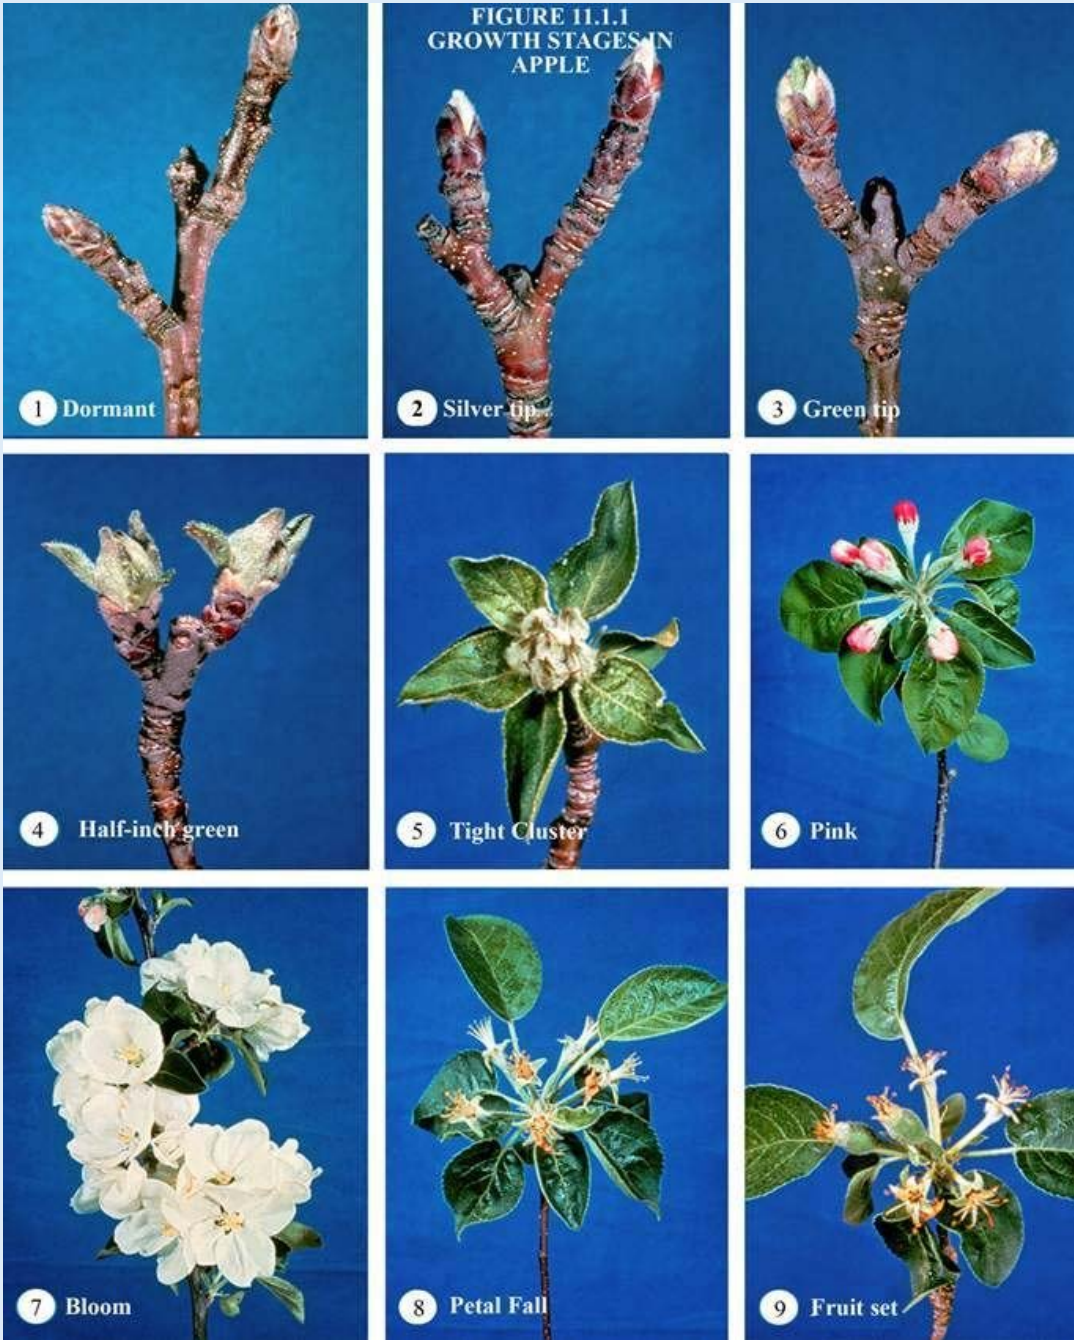 FIGURE 11.1.1
GROWTH STAGES IN
APPLE
1 Dormant
2 Silver tip
3 Green tip
4 Half-inch green
5 Tight Cluster
6 Pink
7 Bloom
8 Petal Fall
9 Fruit set